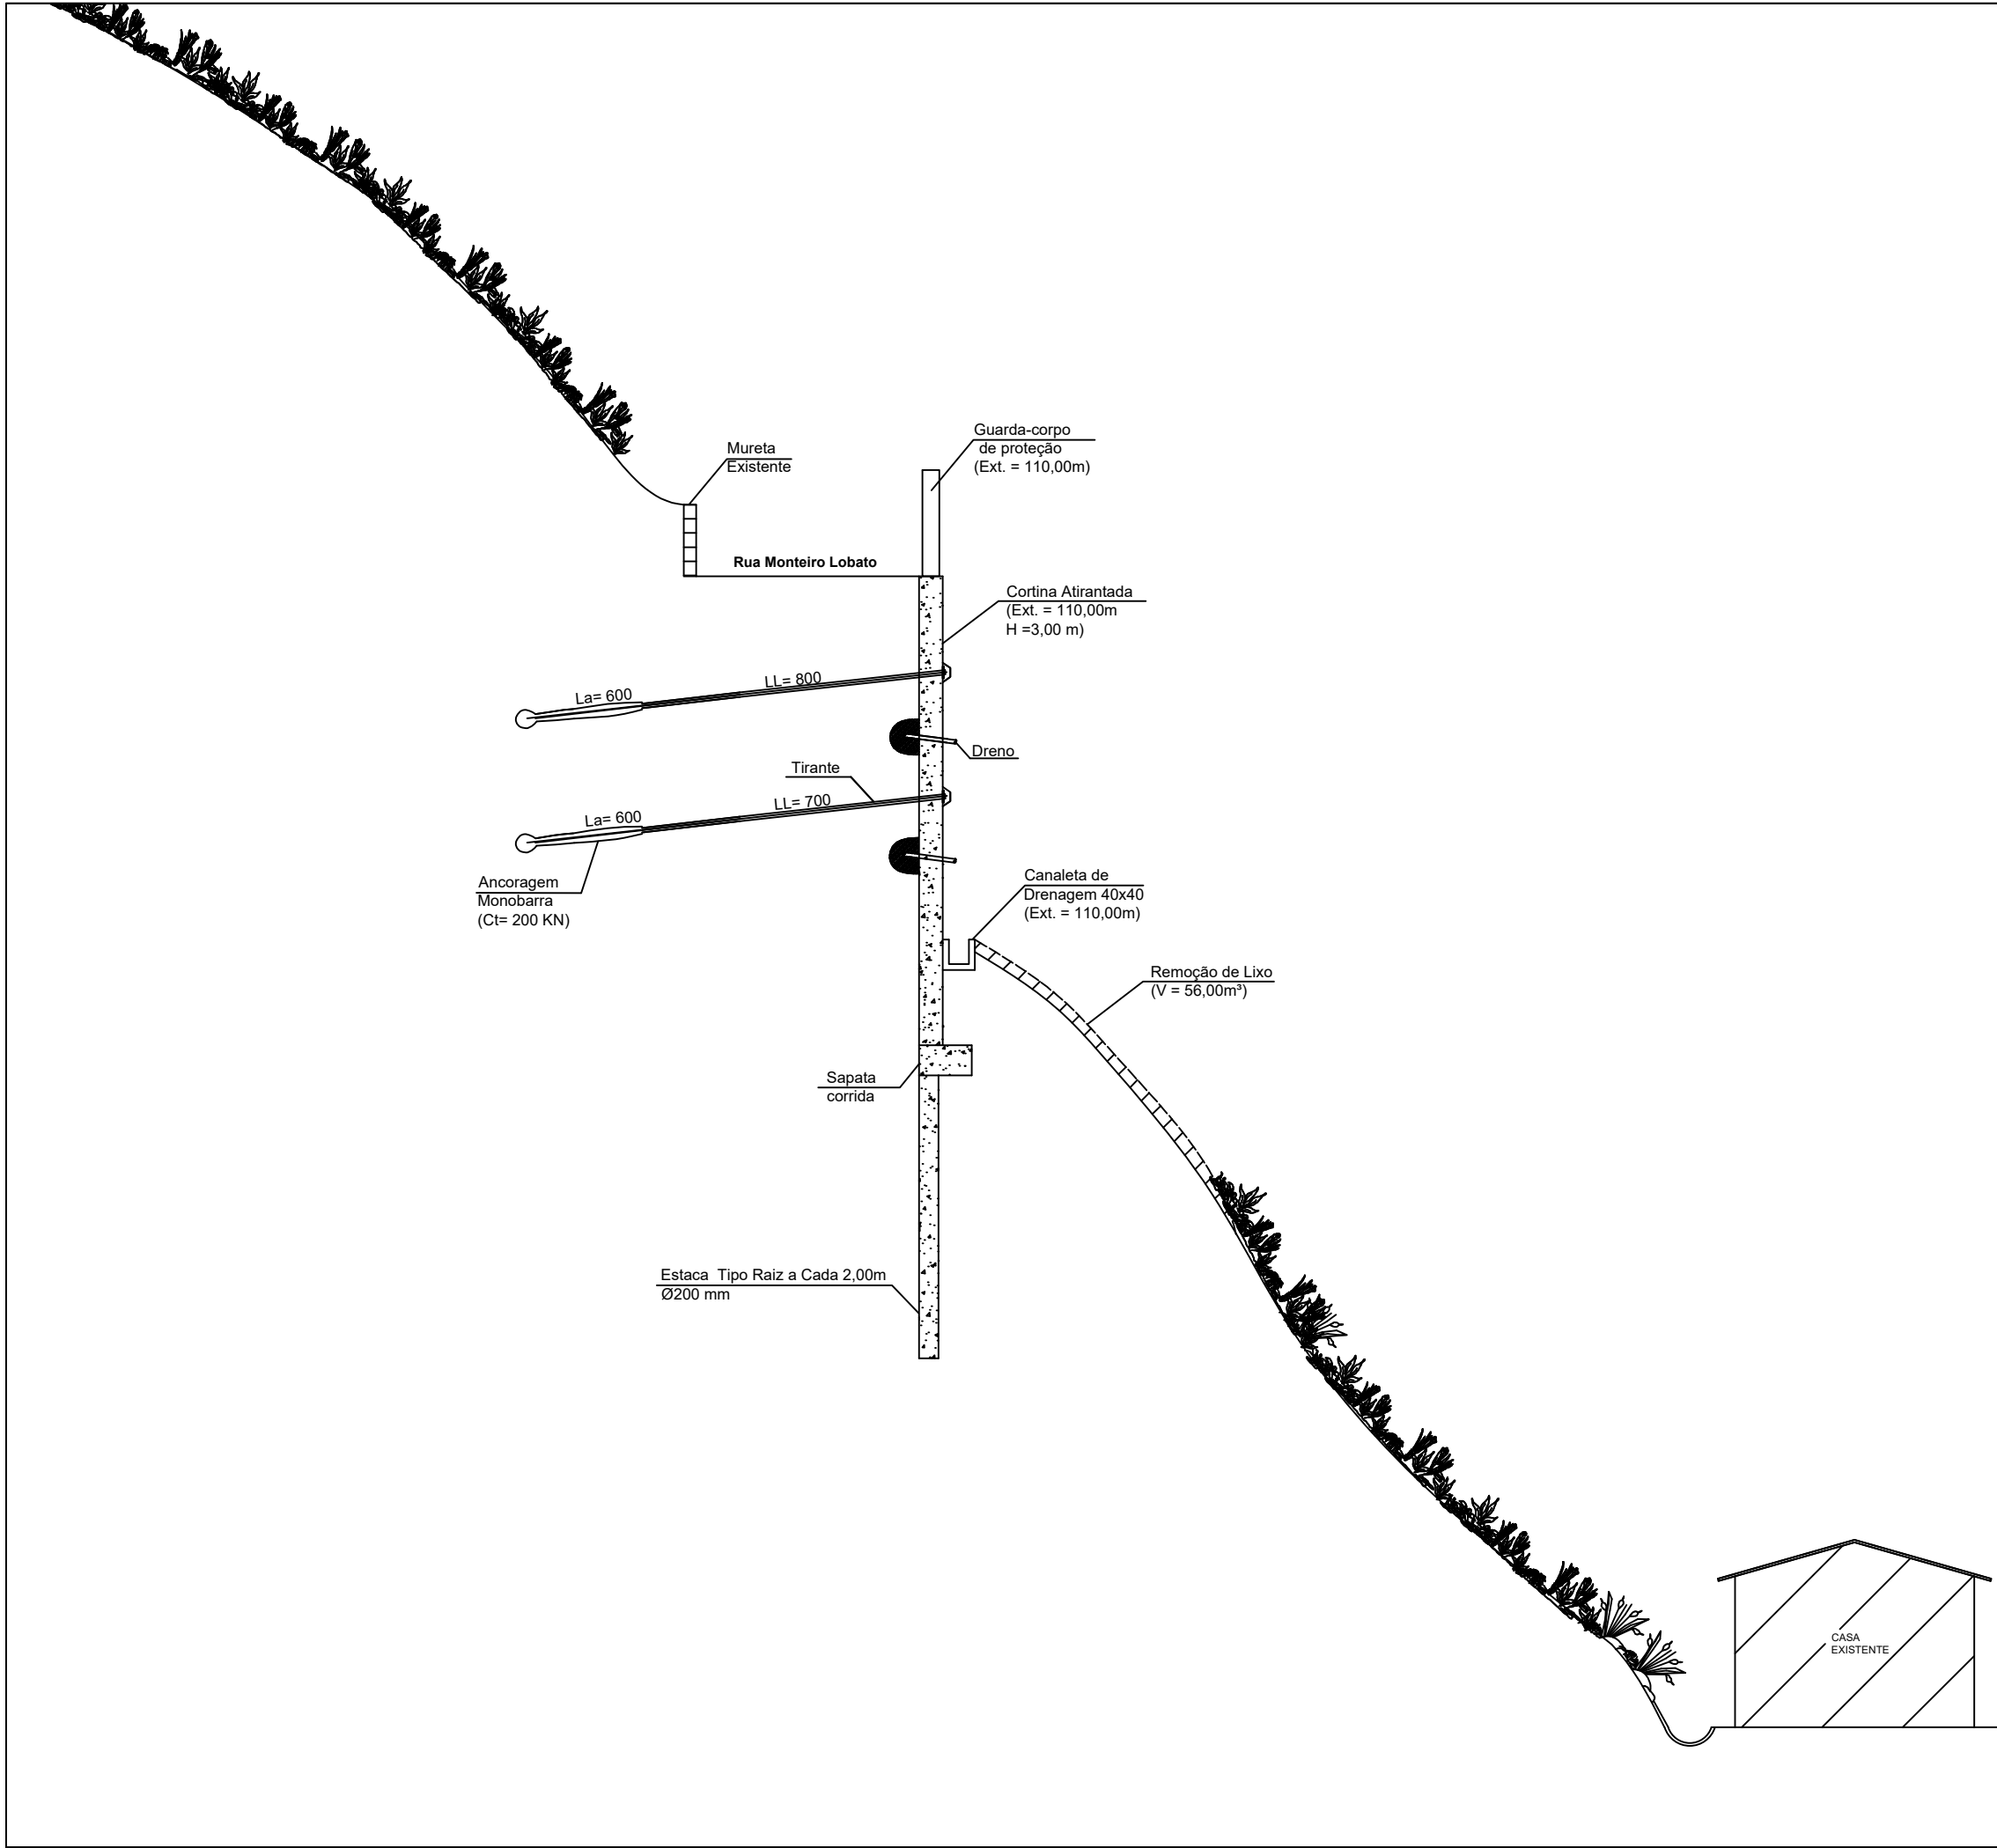 Guarda-corpo
de proteção
(Ext. = 110,00m)
Mureta
Existente
Rua Monteiro Lobato
Cortina Atirantada
(Ext. = 110,00m
H =3,00 m)
La= 600
LL= 800
Dreno
Tirante
La= 600
LL= 700
Ancoragem
Monobarra
(Ct= 200 KN)
Canaleta de
Drenagem 40x40
(Ext. = 110,00m)
Remoção de Lixo
(V = 56,00m³)
Sapata
corrida
Estaca Tipo Raiz a Cada 2,00m
Ø200 mm
CASA
EXISTENTE